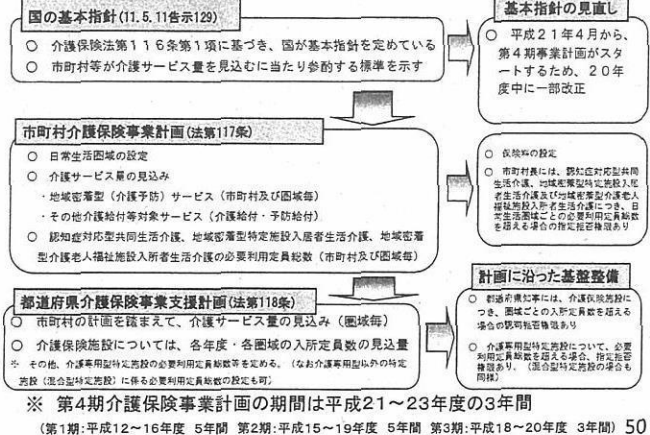 国の基本指針(11.5.11告示129)
○ 介護保険法第116条第1項に基づき、国が基本指針を定めている
○ 市町村等が介護サービス量を見込むに当たり参酌する標準を示す
基本指針の見直し
○ 平成21年4月から、
第4期事業計画がスタ
ートするため、20年
度中に一部改正
市町村介護保険事業計画(法第117条)
○ 日常生活圏域の設定
○ 介護サービス量の見込み
・地域密着型(介護予防)サービス(市町村及び圏域毎)
・その他介護給付等対象サービス(介護給付・予防給付)
○ 認知症対応型共同生活介護、地域密着型特定施設入居者生活介護、地域密着
型介護老人福祉施設入所者生活介護の必要利用定員総数(市町村及び圏域毎)
○ 保険料の設定
○ 市町村長には、認知症対応型共同
生活介護、地域密着型特定施設入居
者生活介護及び地域密着型介護老人
福祉施設入所者生活介護につき、日
常生活圏域ごとの必要利用定員総数
を超える場合の指定拒否権限あり
都道府県介護保険事業支援計画(法第118条)
○ 市町村の計画を踏まえて、介護サービス量の見込み(圏域毎)
○ 介護保険施設については、各年度・各圏域の入所定員数の見込量
※ その他、介護専用型特定施設の必要利用定員総数等を定める。(なお介護専用型以外の特定
施設(混合型特定施設)に係る必要利用定員総数の設定も可)
計画に沿った基盤整備
○ 都道府県知事には、介護保険施設に
つき、圏域ごとの入所定員数を超える
場合の認可拒否権限あり
○ 介護専用型特定施設について、必要
利用定員総数を超える場合、指定拒否
権限あり。(混合型特定施設の場合も
同様)
※ 第4期介護保険事業計画の期間は平成21~23年度の3年間
(第1期:平成12~16年度 5年間 第2期:平成15~19年度 5年間 第3期:平成18~20年度 3年間) 50